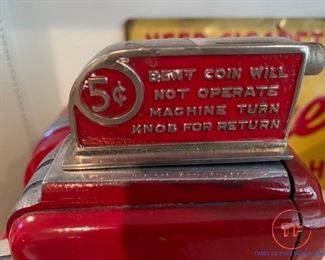 5¢
BENT COIN WILL
NOT OPERATE
MACHINE TURN
KNOB FOR RETURN